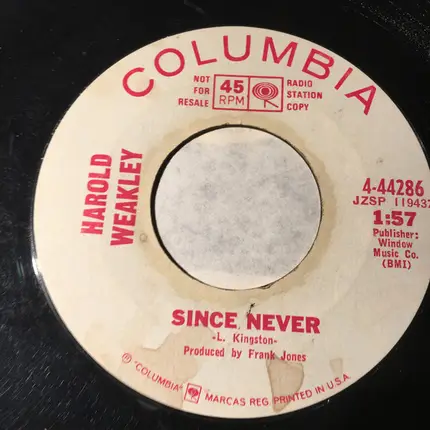 COLUMBIA
NOT FOR RESALE
45 RPM
RADIO STATION COPY
HAROLD WEAKLEY
4-44286
JZSP 119437
1:57
Publisher:
Window
Music Co.
(BMI)
SINCE NEVER
-L. Kingston-
Produced by Frank Jones
Ⓟ "COLUMBIA" MARCAS REG. PRINTED IN U.S.A.